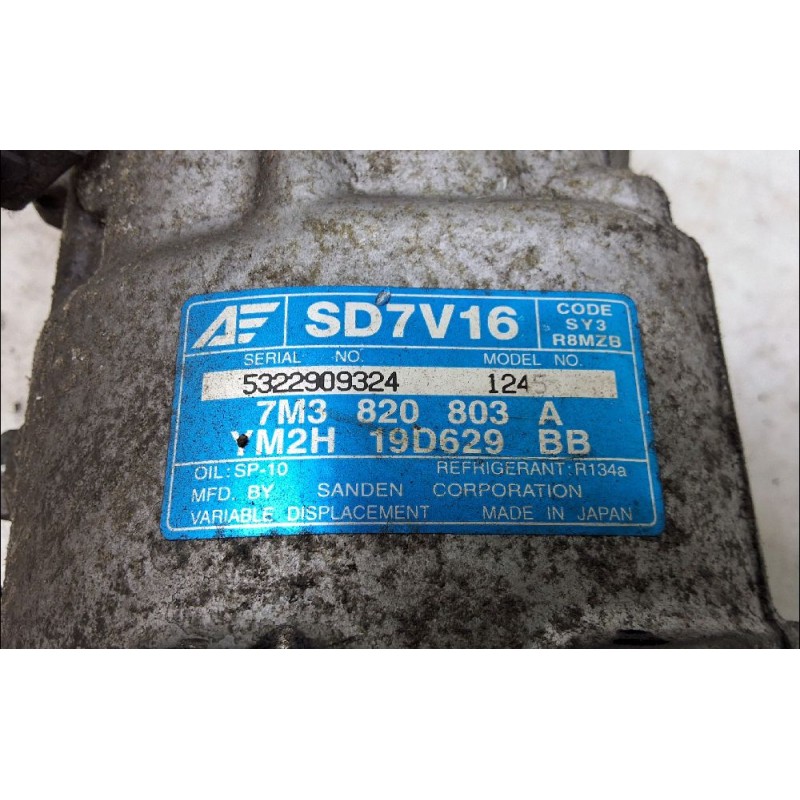 AE SD7V16 CODE
SY3
R8MZB
SERIAL NO. MODEL NO.
5322909324 1245
7M3 820 803 A
YM2H 19D629 BB
OIL: SP-10 REFRIGERANT: R134a
MFD. BY SANDEN CORPORATION
VARIABLE DISPLACEMENT MADE IN JAPAN